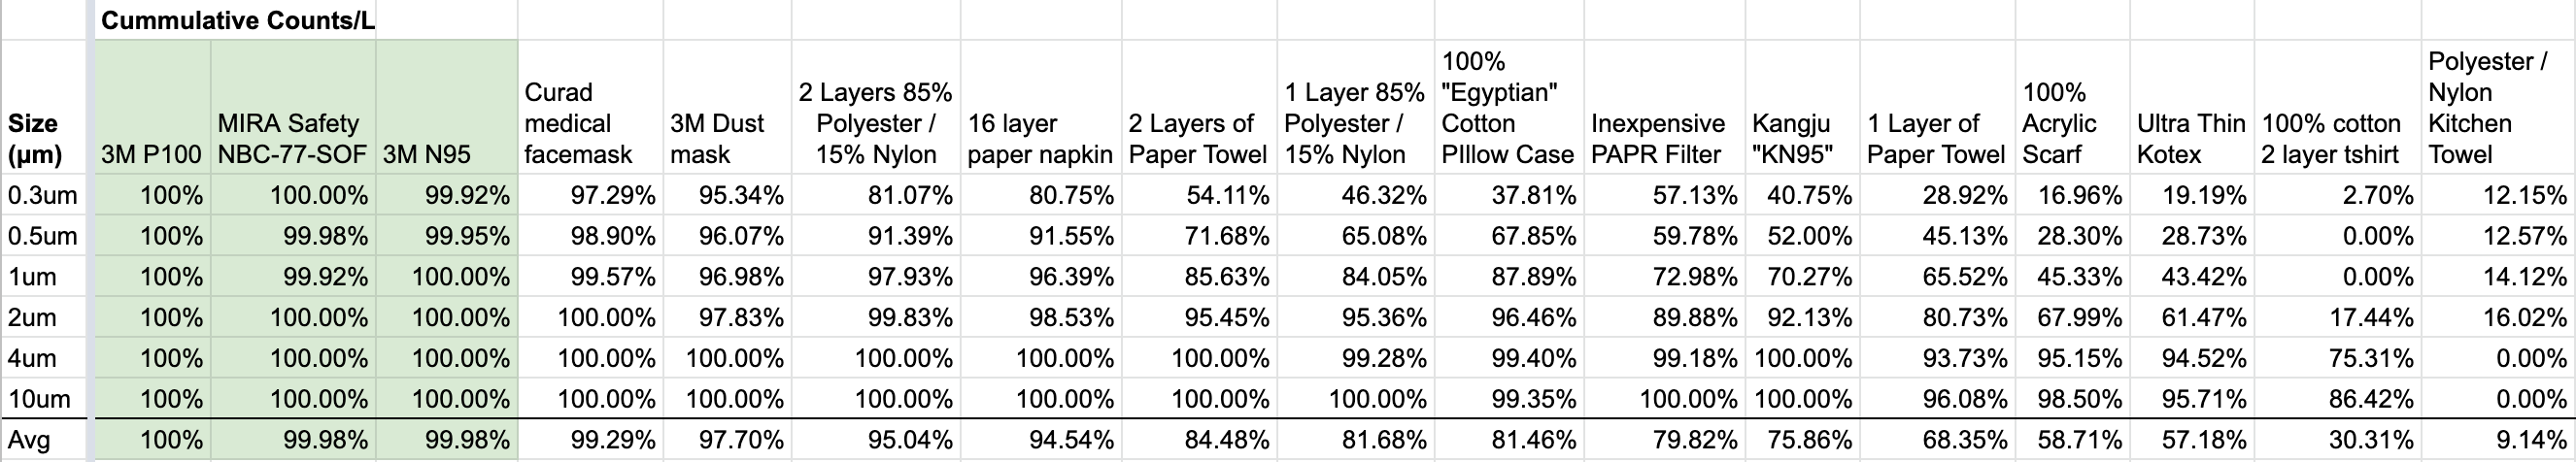 Cummulative Counts/L
Size (µm) 3M P100 MIRA Safety NBC-77-SOF 3M N95 Curad medical facemask 3M Dust mask 2 Layers 85% Polyester / 15% Nylon 16 layer paper napkin 2 Layers of Paper Towel 1 Layer 85% Polyester / 15% Nylon 100% "Egyptian" Cotton PIllow Case Inexpensive PAPR Filter Kangju "KN95" 1 Layer of Paper Towel 100% Acrylic Scarf Ultra Thin Kotex 100% cotton 2 layer tshirt Polyester / Nylon Kitchen Towel
0.3um 100% 100.00% 99.92% 97.29% 95.34% 81.07% 80.75% 54.11% 46.32% 37.81% 57.13% 40.75% 28.92% 16.96% 19.19% 2.70% 12.15%
0.5um 100% 99.98% 99.95% 98.90% 96.07% 91.39% 91.55% 71.68% 65.08% 67.85% 59.78% 52.00% 45.13% 28.30% 28.73% 0.00% 12.57%
1um 100% 99.92% 100.00% 99.57% 96.98% 97.93% 96.39% 85.63% 84.05% 87.89% 72.98% 70.27% 65.52% 45.33% 43.42% 0.00% 14.12%
2um 100% 100.00% 100.00% 100.00% 97.83% 99.83% 98.53% 95.45% 95.36% 96.46% 89.88% 92.13% 80.73% 67.99% 61.47% 17.44% 16.02%
4um 100% 100.00% 100.00% 100.00% 100.00% 100.00% 100.00% 100.00% 99.28% 99.40% 99.18% 100.00% 93.73% 95.15% 94.52% 75.31% 0.00%
10um 100% 100.00% 100.00% 100.00% 100.00% 100.00% 100.00% 100.00% 100.00% 99.35% 100.00% 100.00% 96.08% 98.50% 95.71% 86.42% 0.00%
Avg 100% 99.98% 99.98% 99.29% 97.70% 95.04% 94.54% 84.48% 81.68% 81.46% 79.82% 75.86% 68.35% 58.71% 57.18% 30.31% 9.14%